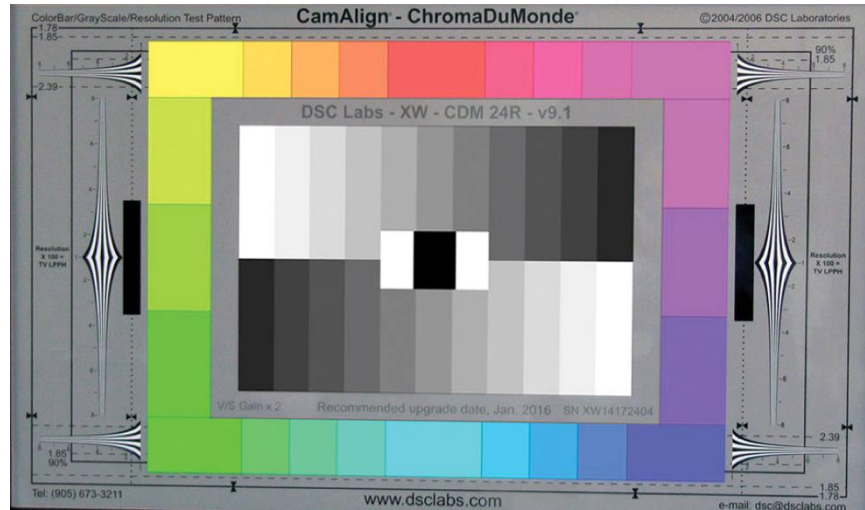 ColorBar/GrayScale/Resolution Test Pattern
CamAlign® - ChromaDuMonde®
©2004/2006 DSC Laboratories
1.78
1.85
2.39
90%
1.85
DSC Labs - XW - CDM 24R - v9.1
Resolution
X 100 =
TV LPPH
Resolution
X 100 =
TV LPPH
V/S Gain x 2
Recommended upgrade date, Jan. 2016
SN XW14172404
1.85
90%
2.39
1.85
1.78
Tel: (905) 673-3211
www.dsclabs.com
e-mail: dsc@dsclabs.com